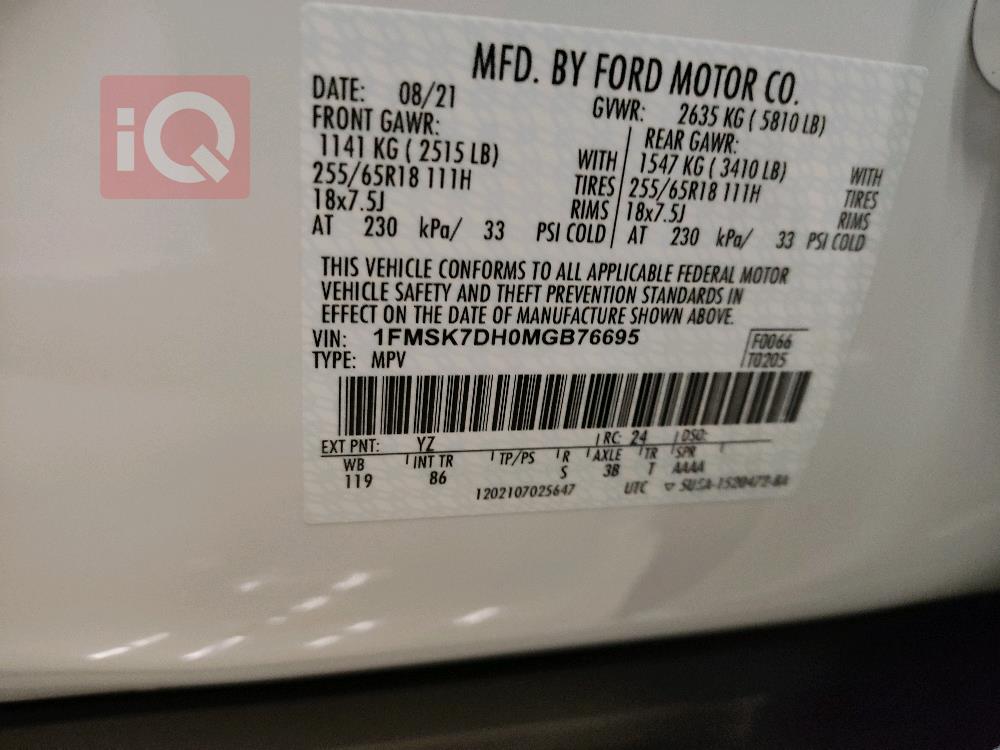 iQ
MFD. BY FORD MOTOR CO.
DATE: 08/21
GVWR: 2635 KG ( 5810 LB)
FRONT GAWR:
1141 KG ( 2515 LB) WITH
255/65R18 111H TIRES
18x7.5J RIMS
AT 230 kPa/ 33 PSI COLD
REAR GAWR:
1547 KG ( 3410 LB) WITH
255/65R18 111H TIRES
18x7.5J RIMS
AT 230 kPa/ 33 PSI COLD
THIS VEHICLE CONFORMS TO ALL APPLICABLE FEDERAL MOTOR
VEHICLE SAFETY AND THEFT PREVENTION STANDARDS IN
EFFECT ON THE DATE OF MANUFACTURE SHOWN ABOVE.
VIN: 1FMSK7DH0MGB76695
TYPE: MPV
F0066
T0205
EXT PNT: YZ RC: 24 DSO:
WB INT TR TP/PS R AXLE TR SPR
119 86 S 3B T AAAA
1202107025647 UTC ▽ SU5A-1520472-BA